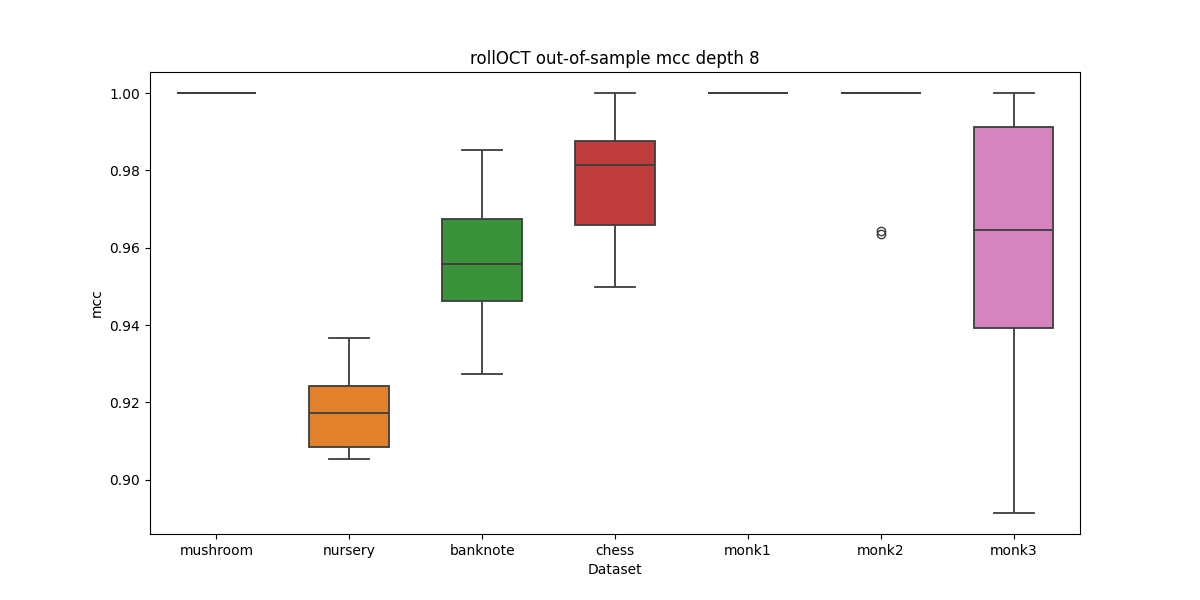 rollOCT out-of-sample mcc depth 8
1.00
0.98
0.96
0.94
0.92
0.90
mcc
mushroom nursery banknote chess monk1 monk2 monk3
Dataset